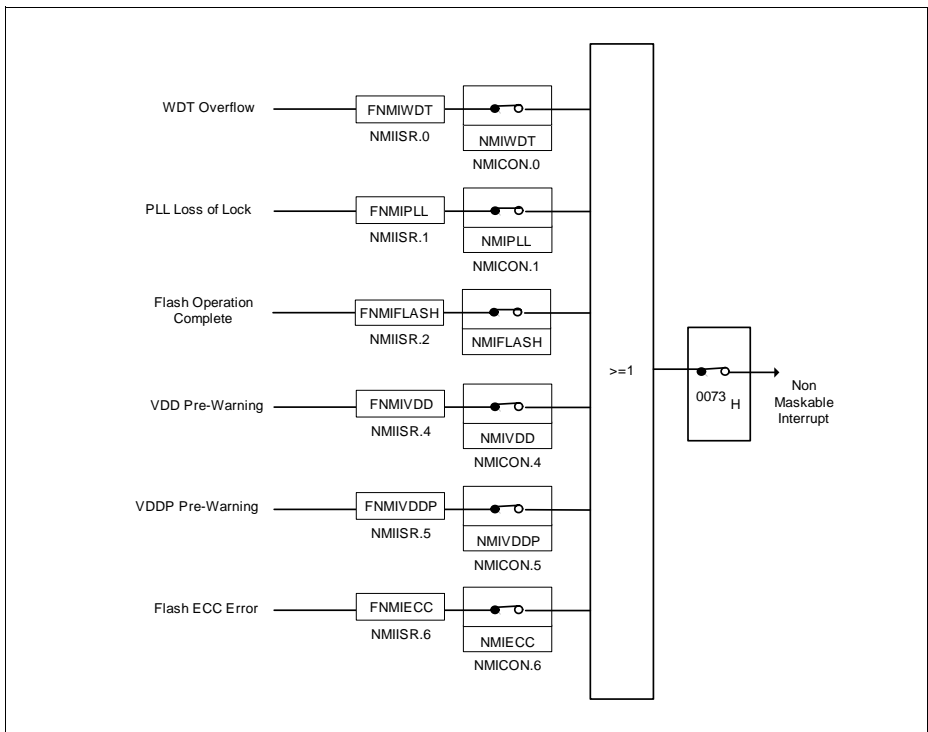 WDT Overflow
FNMIWDT
NMIISR.0
NMIWDT
NMICON.0
PLL Loss of Lock
FNMIPLL
NMIISR.1
NMIPLL
NMICON.1
Flash Operation
Complete
FNMIFLASH
NMIISR.2
NMIFLASH
VDD Pre-Warning
FNMIVDD
NMIISR.4
NMIVDD
NMICON.4
VDDP Pre-Warning
FNMIVDDP
NMIISR.5
NMIVDDP
NMICON.5
Flash ECC Error
FNMIECC
NMIISR.6
NMIECC
NMICON.6
>=1
0073 H
Non
Maskable
Interrupt